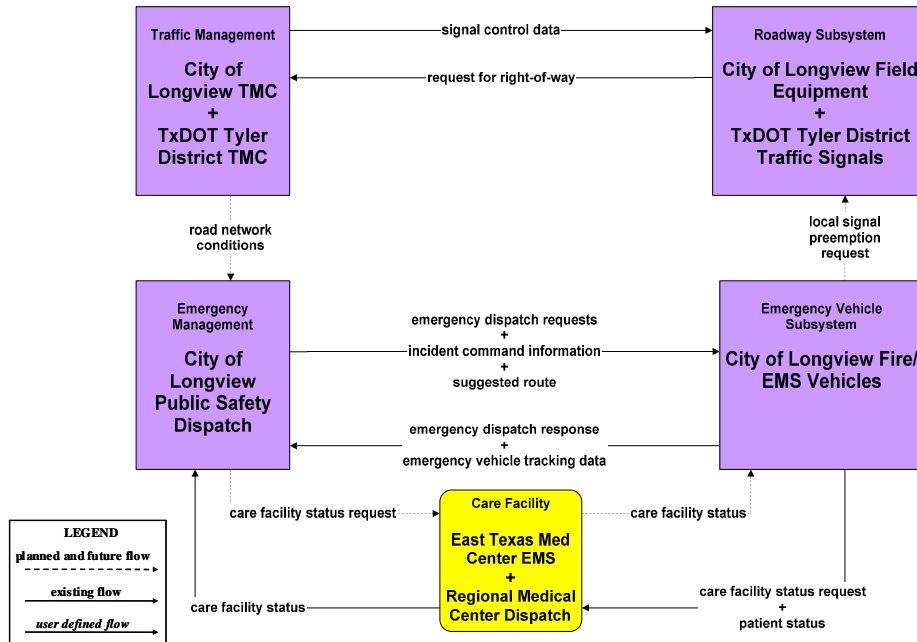 Traffic Management
City of
Longview TMC
+
TxDOT Tyler
District TMC
signal control data
request for right-of-way
Roadway Subsystem
City of Longview Field
Equipment
+
TxDOT Tyler District
Traffic Signals
road network
conditions
local signal
preemption
request
Emergency
Management
City of
Longview
Public Safety
Dispatch
emergency dispatch requests
+
incident command information
+
suggested route
emergency dispatch response
+
emergency vehicle tracking data
Emergency Vehicle
Subsystem
City of Longview Fire/
EMS Vehicles
care facility status request
Care Facility
East Texas Med
Center EMS
+
Regional Medical
Center Dispatch
care facility status
care facility status
care facility status request
+
patient status
LEGEND
planned and future flow
existing flow
user defined flow